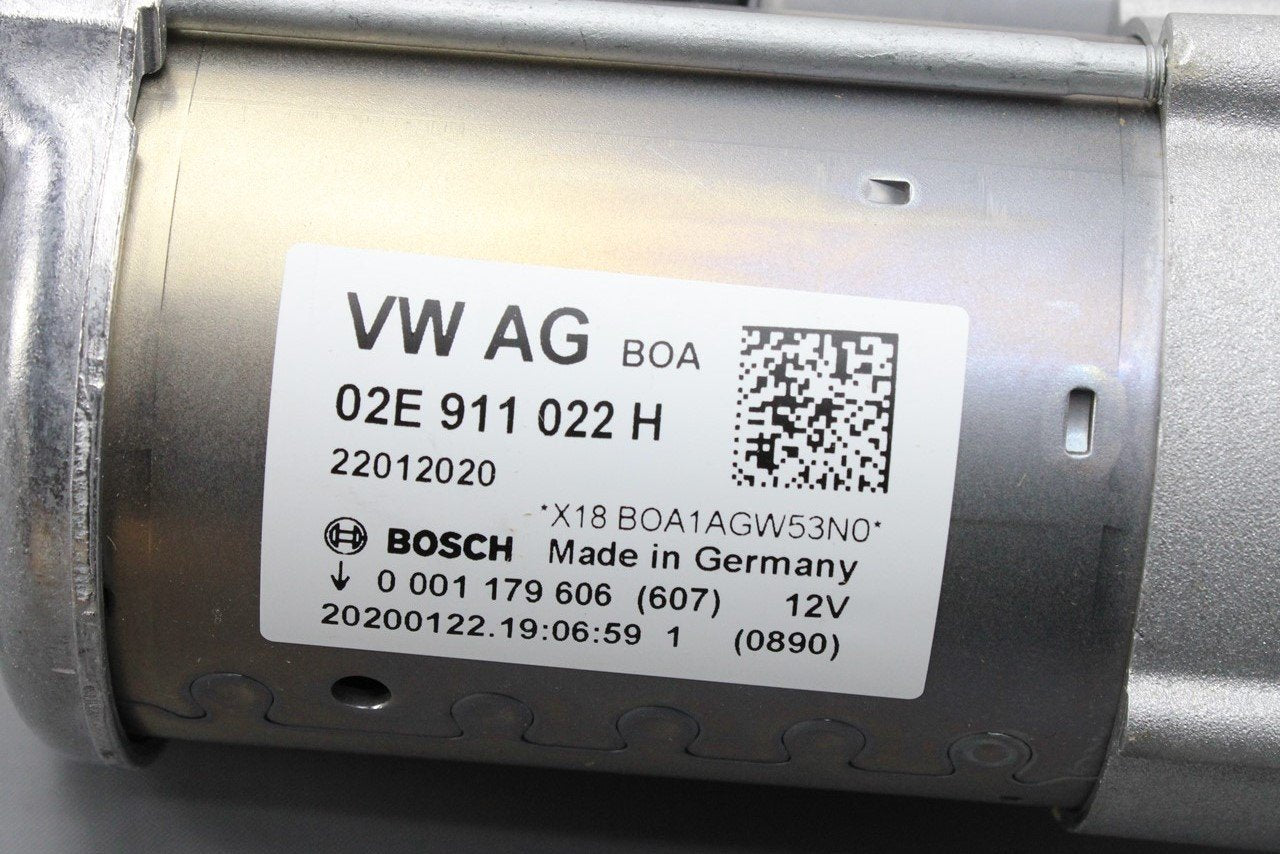 VW AG BOA
02E 911 022 H
22012020
*X18 BOA1AGW53N0*
BOSCH Made in Germany
↓ 0 001 179 606 (607) 12V
20200122.19:06:59 1 (0890)